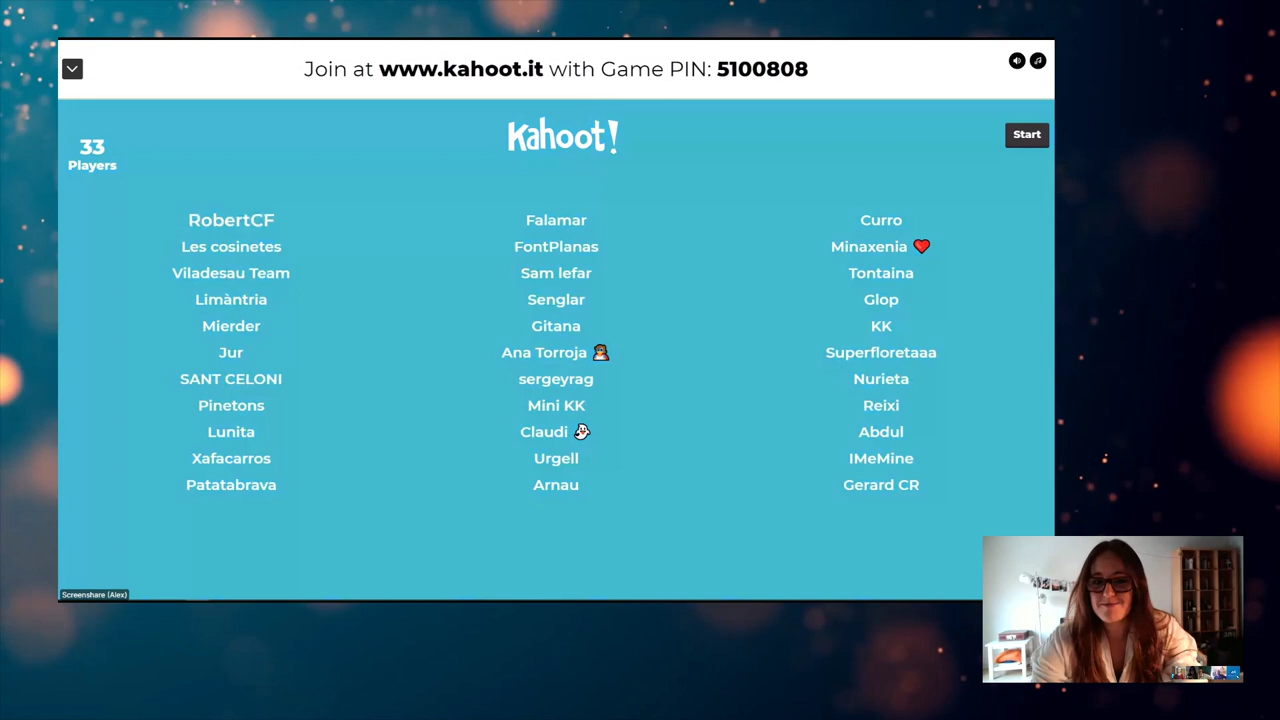 Join at www.kahoot.it with Game PIN: 5100808
33
Players
Kahoot!
Start
RobertCF
Falamar
Curro
Les cosinetes
FontPlanas
Minaxenia
Viladesau Team
Sam lefar
Tontaina
Limàntria
Senglar
Glop
Mierder
Gitana
KK
Jur
Ana Torroja
Superfloretaaa
SANT CELONI
sergeyrag
Nurieta
Pinetons
Mini KK
Reixi
Lunita
Claudi
Abdul
Xafacarros
Urgell
IMeMine
Patatabrava
Arnau
Gerard CR
Screenshare (Alex)